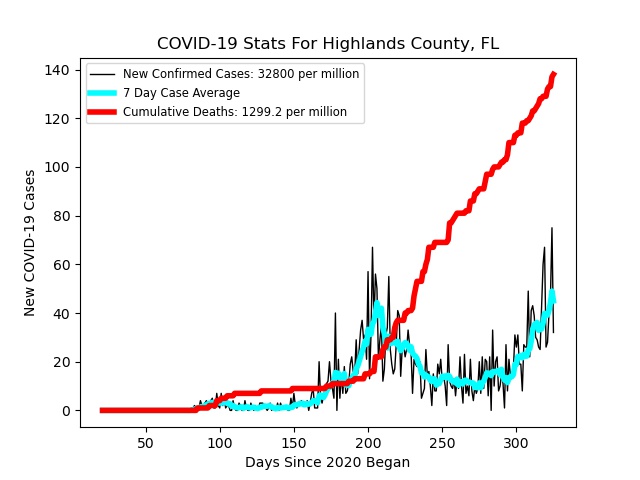 COVID-19 Stats For Highlands County, FL
New Confirmed Cases: 32800 per million
7 Day Case Average
Cumulative Deaths: 1299.2 per million
New COVID-19 Cases
140
120
100
80
60
40
20
0
50 100 150 200 250 300
Days Since 2020 Began